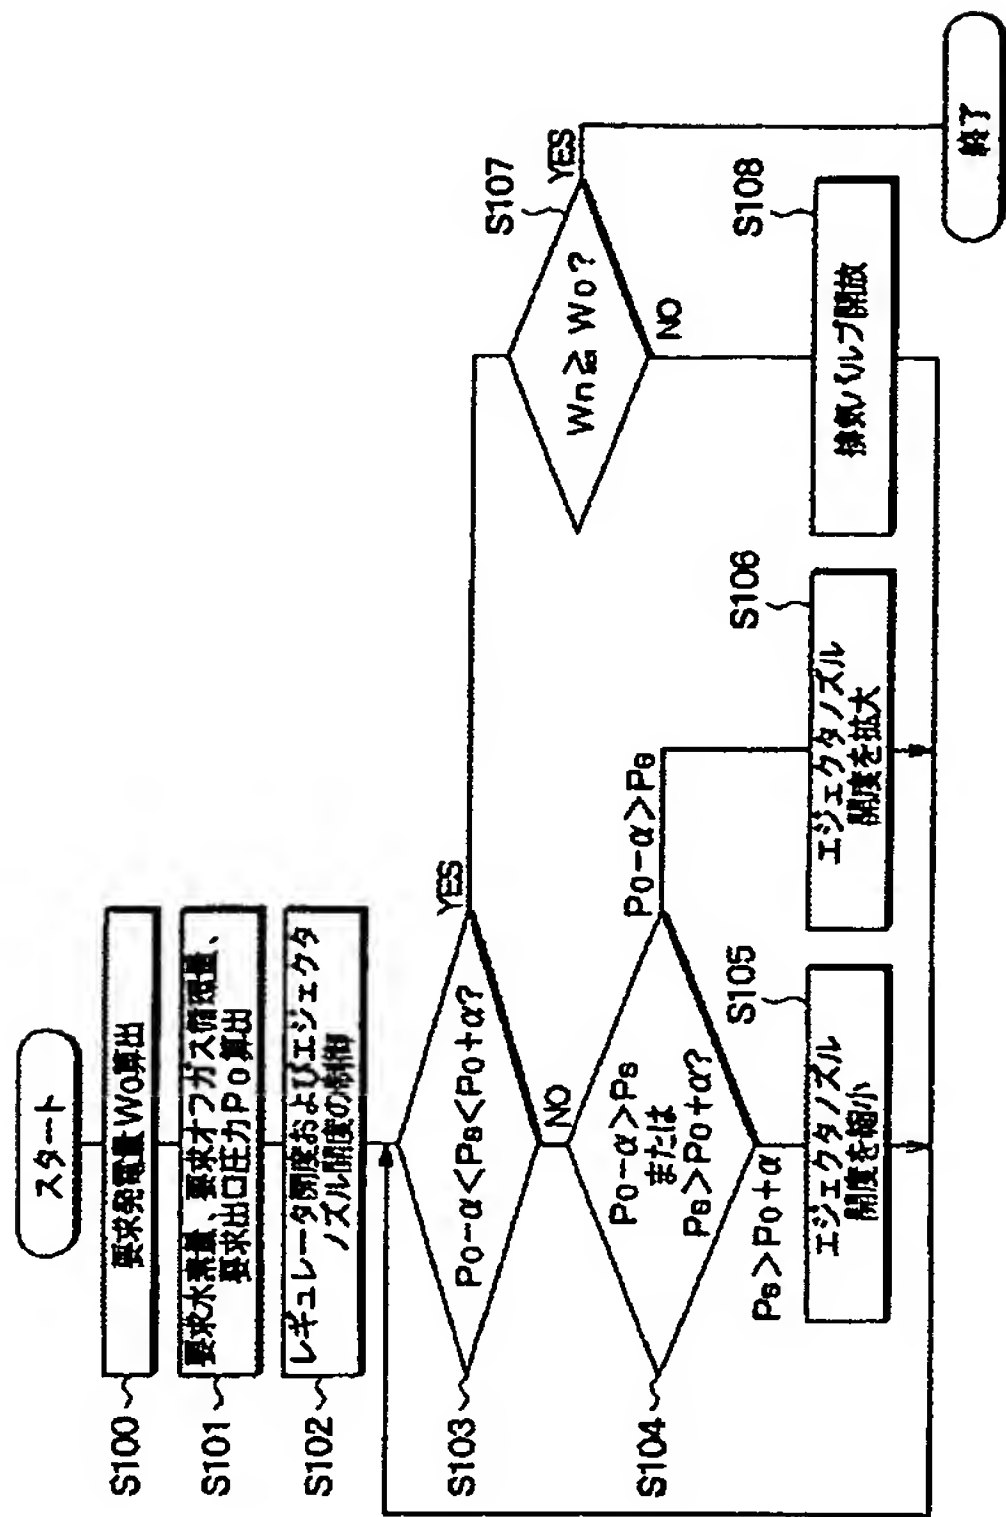 スタート
S100
要求発電量Wo算出
S101
要求水素量、要求オフガス循環量、
要求出口圧力Po算出
S102
レギュレータ開度およびエジェクタ
ノズル開度の制御
S103
Po-α<Ps<Po+α?
YES
NO
S104
Po-α>Ps
または
Ps>Po+α?
Po-α>Ps
Ps>Po+α
S105
エジェクタノズル
開度を縮小
S106
エジェクタノズル
開度を拡大
S107
Wn≧Wo?
YES
NO
S108
排気バルブ開放
終了